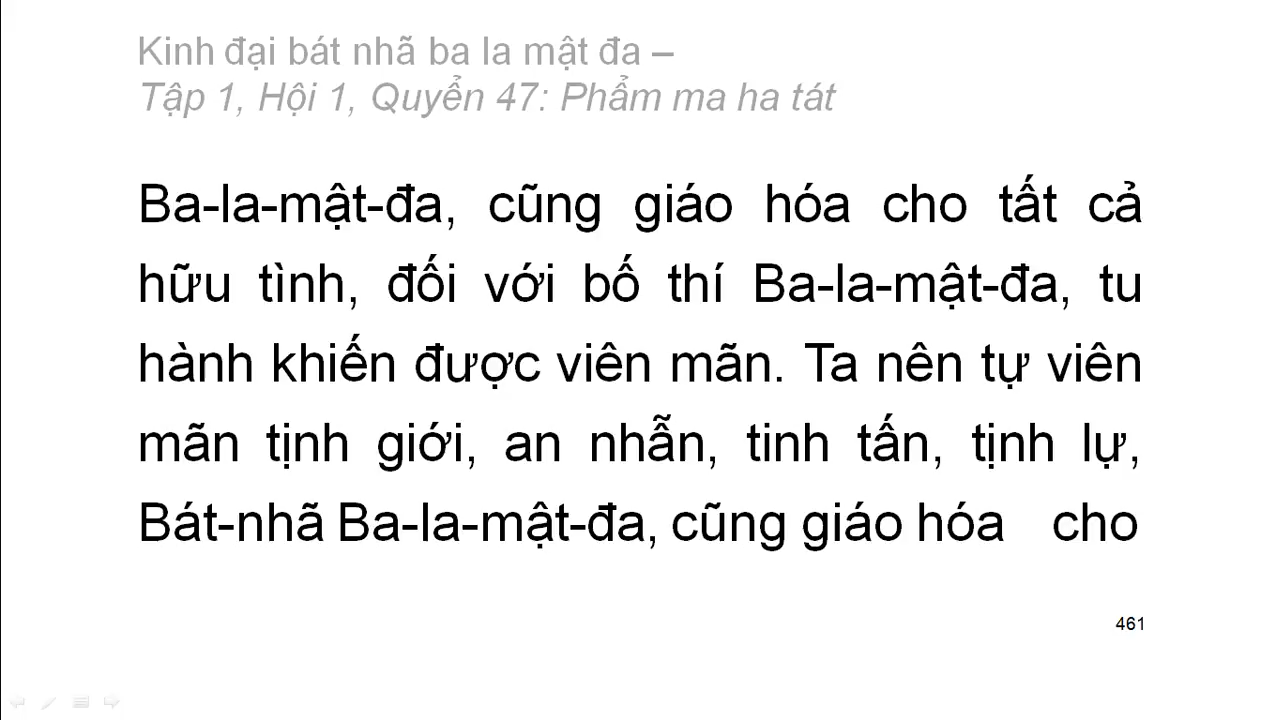 Kinh đại bát nhã ba la mật đa –
Tập 1, Hội 1, Quyển 47: Phẩm ma ha tát
Ba-la-mật-đa, cũng giáo hóa cho tất cả
hữu tình, đối với bố thí Ba-la-mật-đa, tu
hành khiến được viên mãn. Ta nên tự viên
mãn tịnh giới, an nhẫn, tinh tấn, tịnh lự,
Bát-nhã Ba-la-mật-đa, cũng giáo hóa cho
461